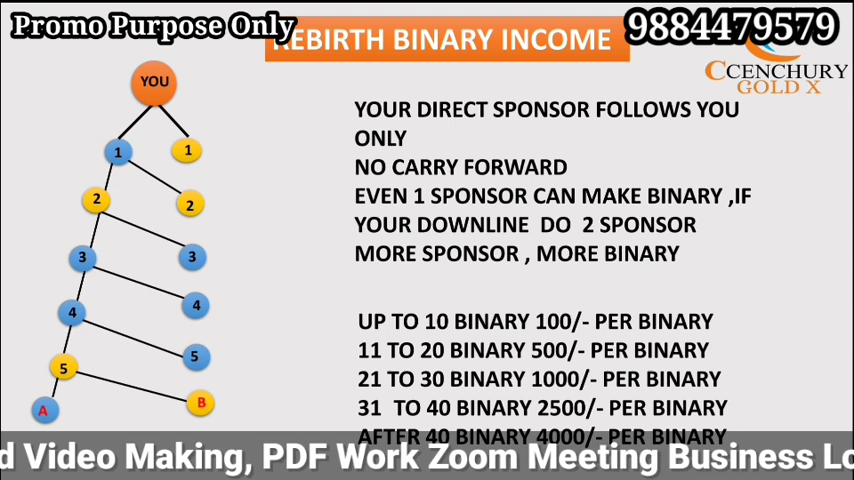 Promo Purpose Only
REBIRTH BINARY INCOME
9884479579
CCENCHURY
GOLD X
YOU
1
1
2
2
3
3
4
4
5
5
A
B
YOUR DIRECT SPONSOR FOLLOWS YOU
ONLY
NO CARRY FORWARD
EVEN 1 SPONSOR CAN MAKE BINARY ,IF
YOUR DOWNLINE DO 2 SPONSOR
MORE SPONSOR , MORE BINARY
UP TO 10 BINARY 100/- PER BINARY
11 TO 20 BINARY 500/- PER BINARY
21 TO 30 BINARY 1000/- PER BINARY
31 TO 40 BINARY 2500/- PER BINARY
AFTER 40 BINARY 4000/- PER BINARY
d Video Making, PDF Work Zoom Meeting Business Lo